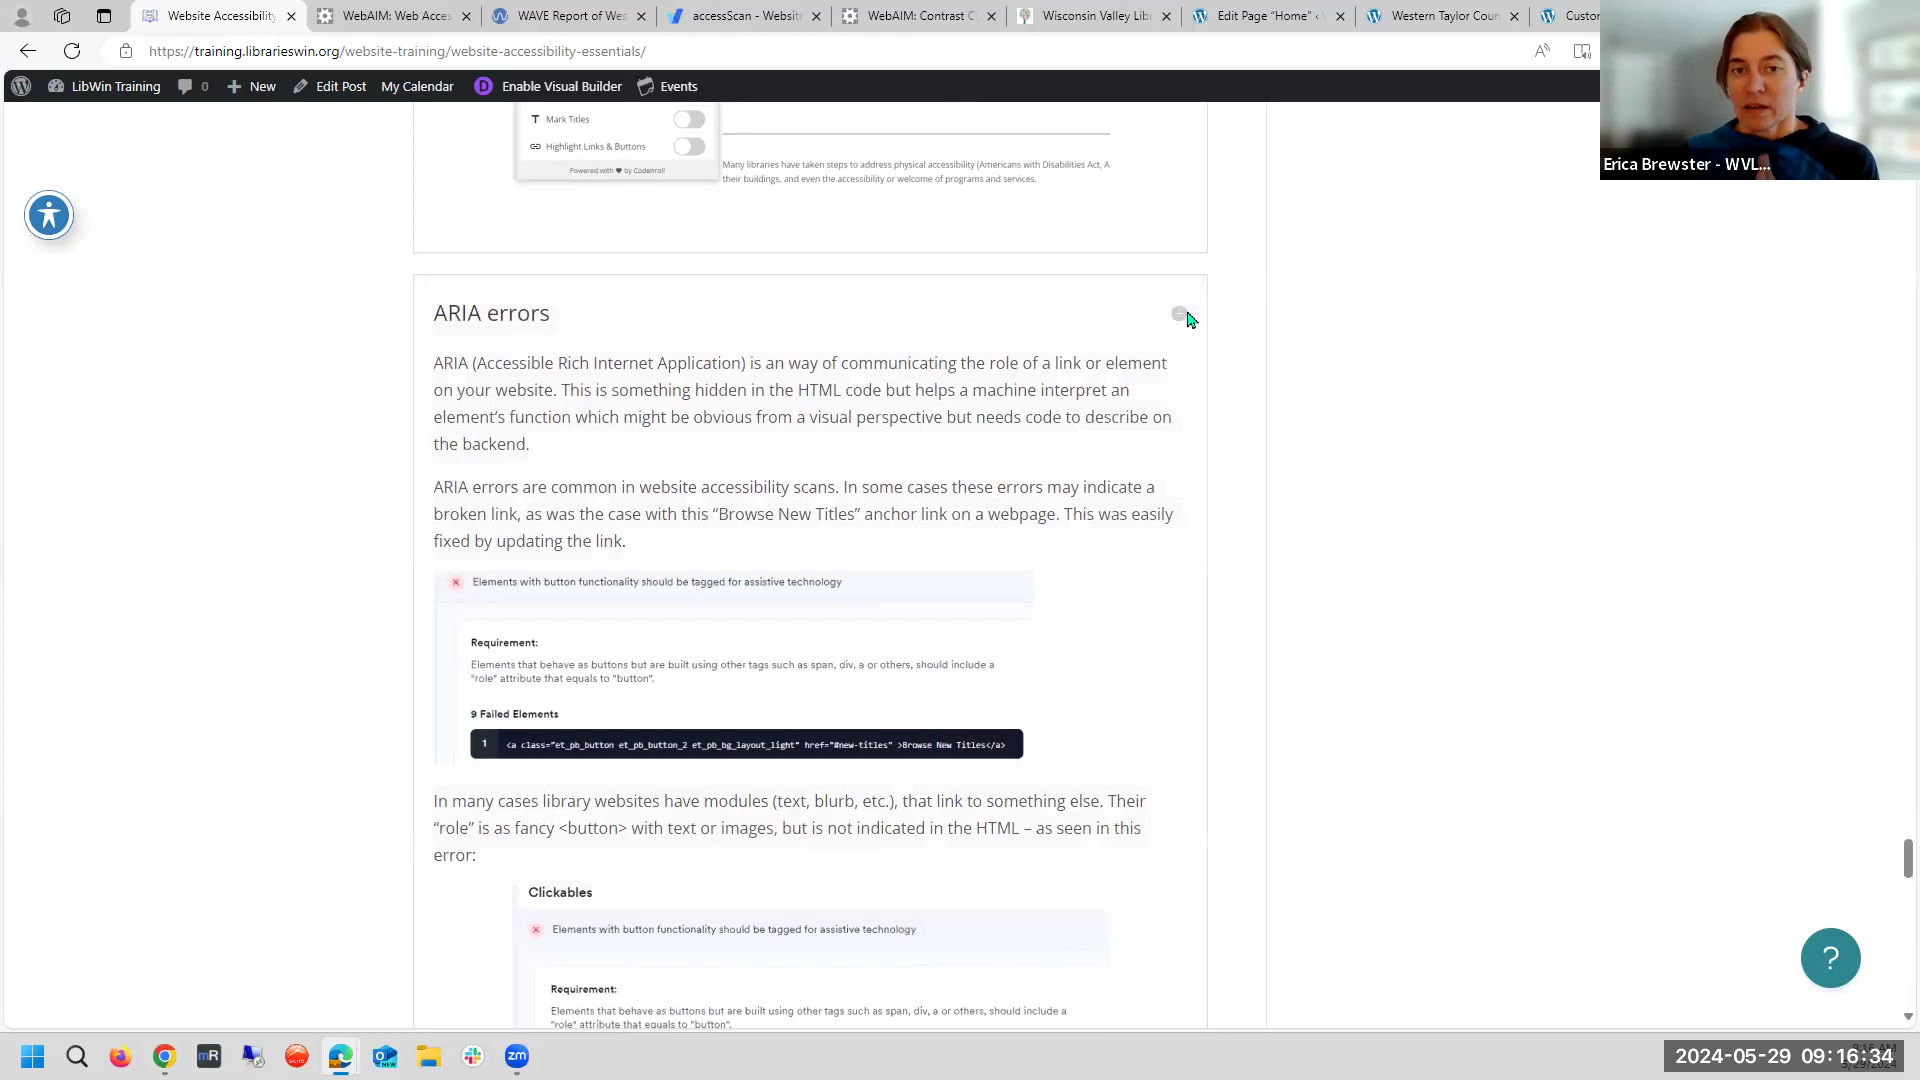 Website Accessibility
WebAIM: Web Acces
WAVE Report of Wes
accessScan - Website
WebAIM: Contrast C
Wisconsin Valley Lib
Edit Page “Home” ‹
Western Taylor Coun
Custo
https://training.librarieswin.org/website-training/website-accessibility-essentials/
LibWin Training
0
New
Edit Post
My Calendar
D
Enable Visual Builder
Events
Erica Brewster - WVL...
Mark Titles
Highlight Links & Buttons
Powered with ♥ by Codenroll
Many libraries have taken steps to address physical accessibility (Americans with Disabilities Act, A
their buildings, and even the accessibility or welcome of programs and services.
ARIA errors
ARIA (Accessible Rich Internet Application) is an way of communicating the role of a link or element
on your website. This is something hidden in the HTML code but helps a machine interpret an
element’s function which might be obvious from a visual perspective but needs code to describe on
the backend.
ARIA errors are common in website accessibility scans. In some cases these errors may indicate a
broken link, as was the case with this “Browse New Titles” anchor link on a webpage. This was easily
fixed by updating the link.
Elements with button functionality should be tagged for assistive technology
Requirement:
Elements that behave as buttons but are built using other tags such as span, div, a or others, should include a
"role" attribute that equals to "button".
9 Failed Elements
1 <a class="et_pb_button et_pb_button_2 et_pb_bg_layout_light" href="#new-titles" >Browse New Titles</a>
In many cases library websites have modules (text, blurb, etc.), that link to something else. Their
“role” is as fancy <button> with text or images, but is not indicated in the HTML – as seen in this
error:
Clickables
Elements with button functionality should be tagged for assistive technology
Requirement:
Elements that behave as buttons but are built using other tags such as span, div, a or others, should include a
"role" attribute that equals to "button".
?
mR
zm
2024-05-29 09:16:34